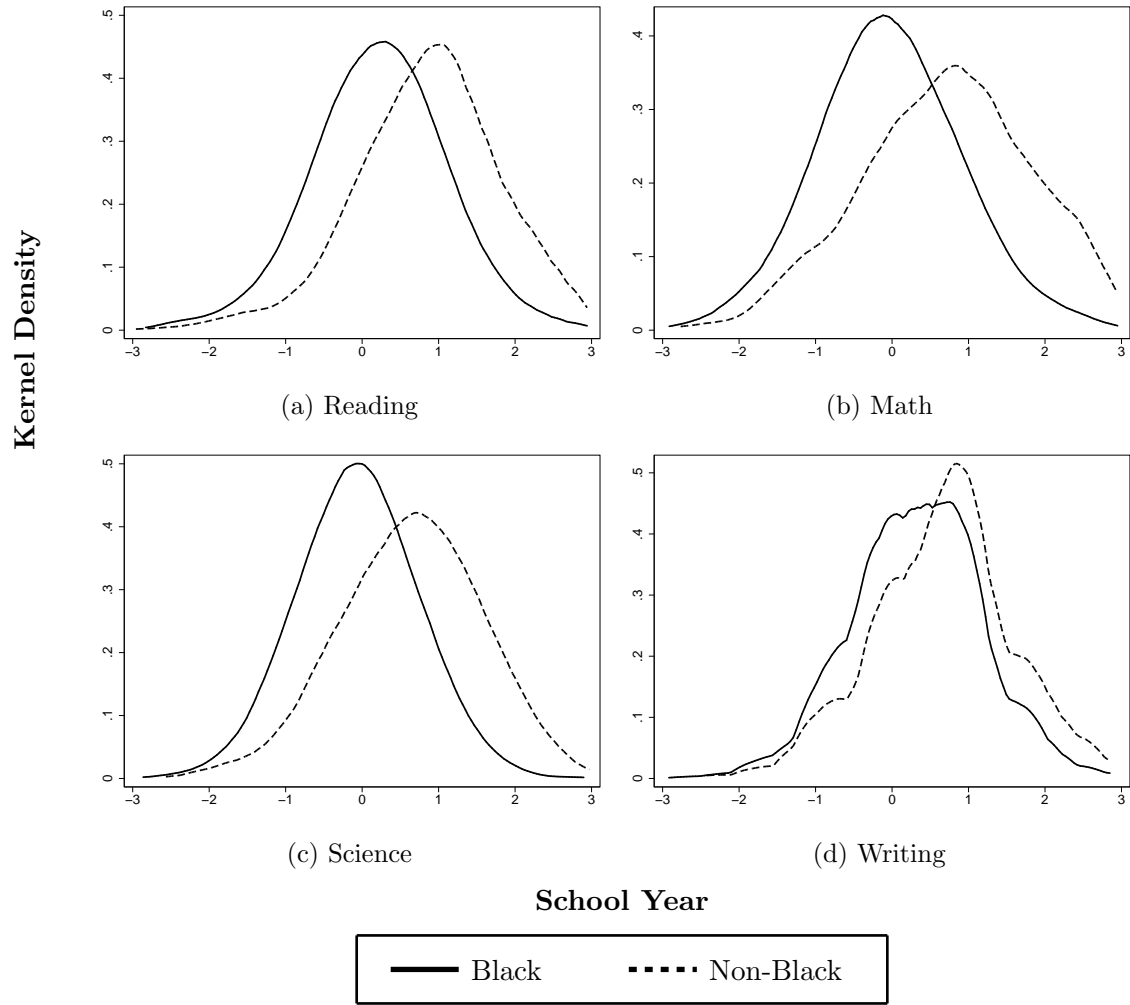 Kernel Density
.5
.4
.3
.2
.1
0
−3 −2 −1 0 1 2 3
(a) Reading
.4
.3
.2
.1
0
−3 −2 −1 0 1 2 3
(b) Math
.5
.4
.3
.2
.1
0
−3 −2 −1 0 1 2 3
(c) Science
.5
.4
.3
.2
.1
0
−3 −2 −1 0 1 2 3
(d) Writing
School Year
Black Non-Black